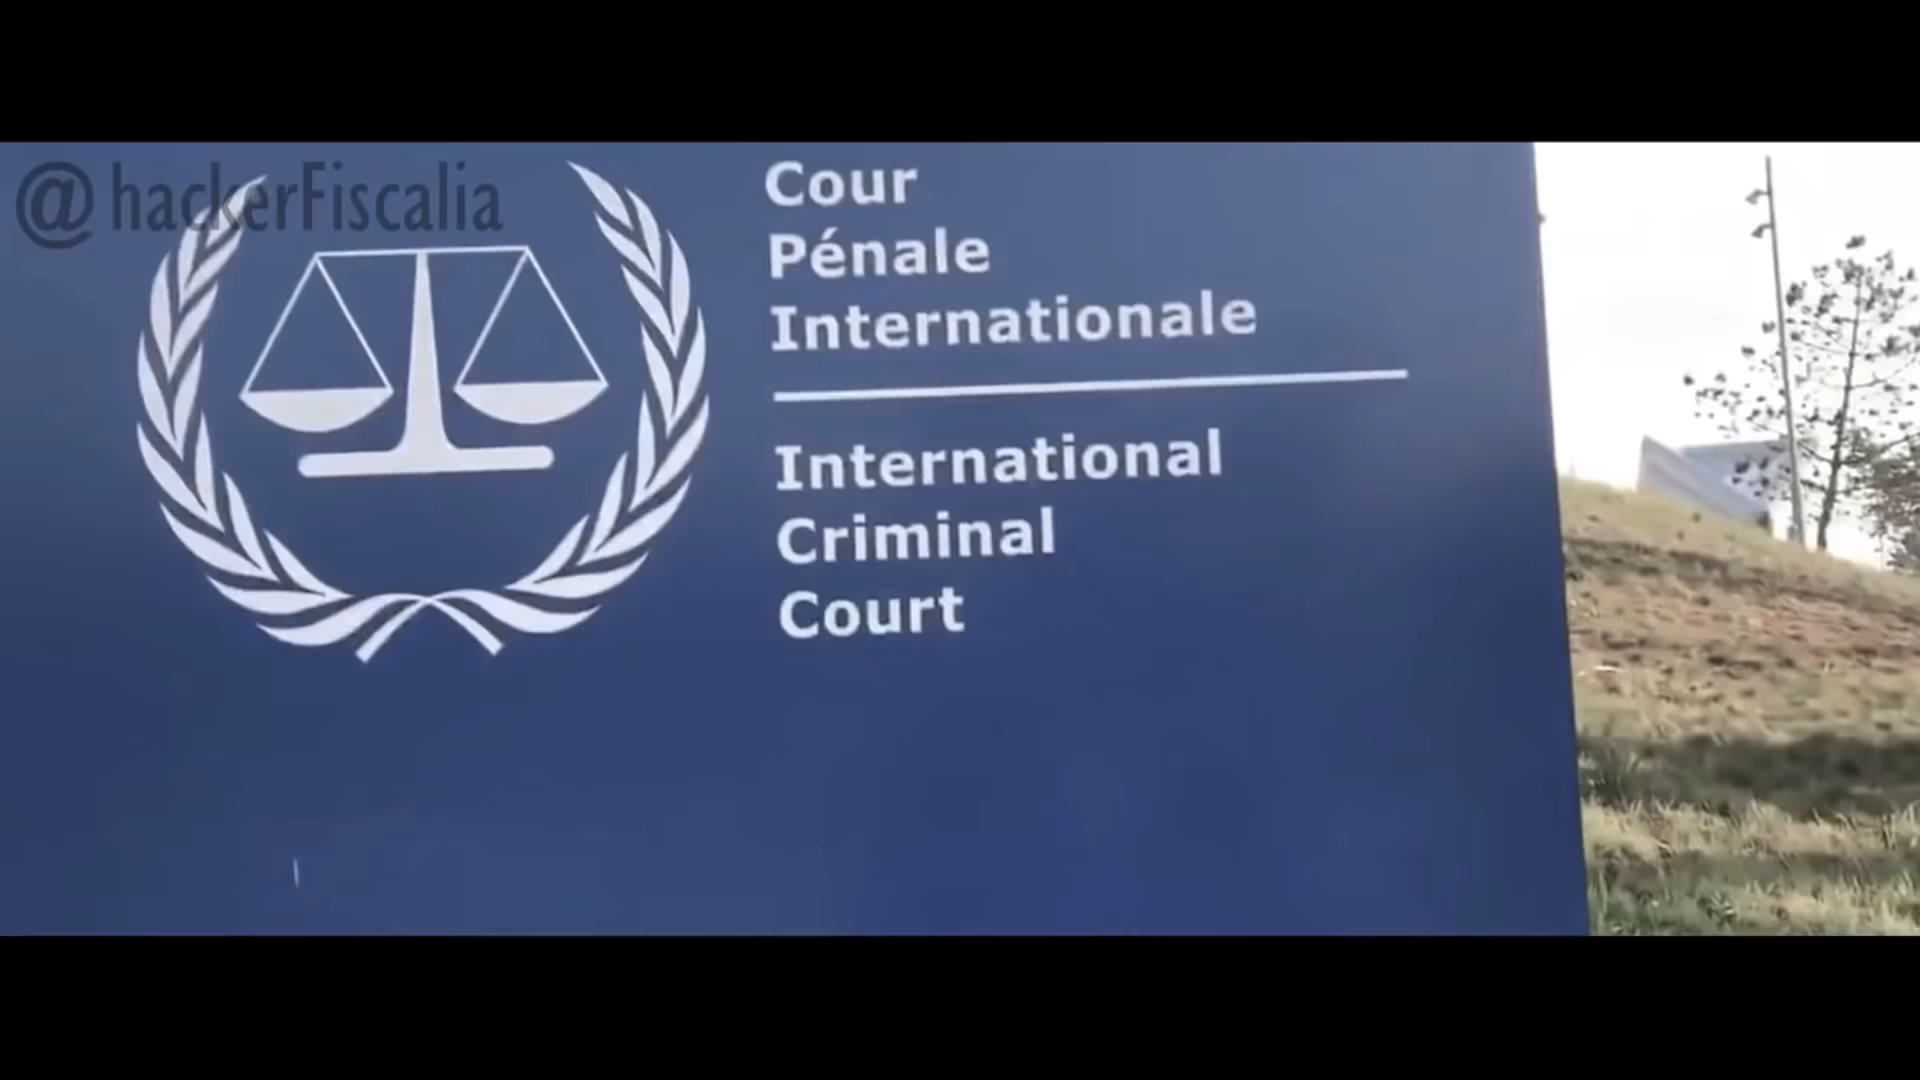 @hackerFiscalia
Cour
Pénale
Internationale
International
Criminal
Court